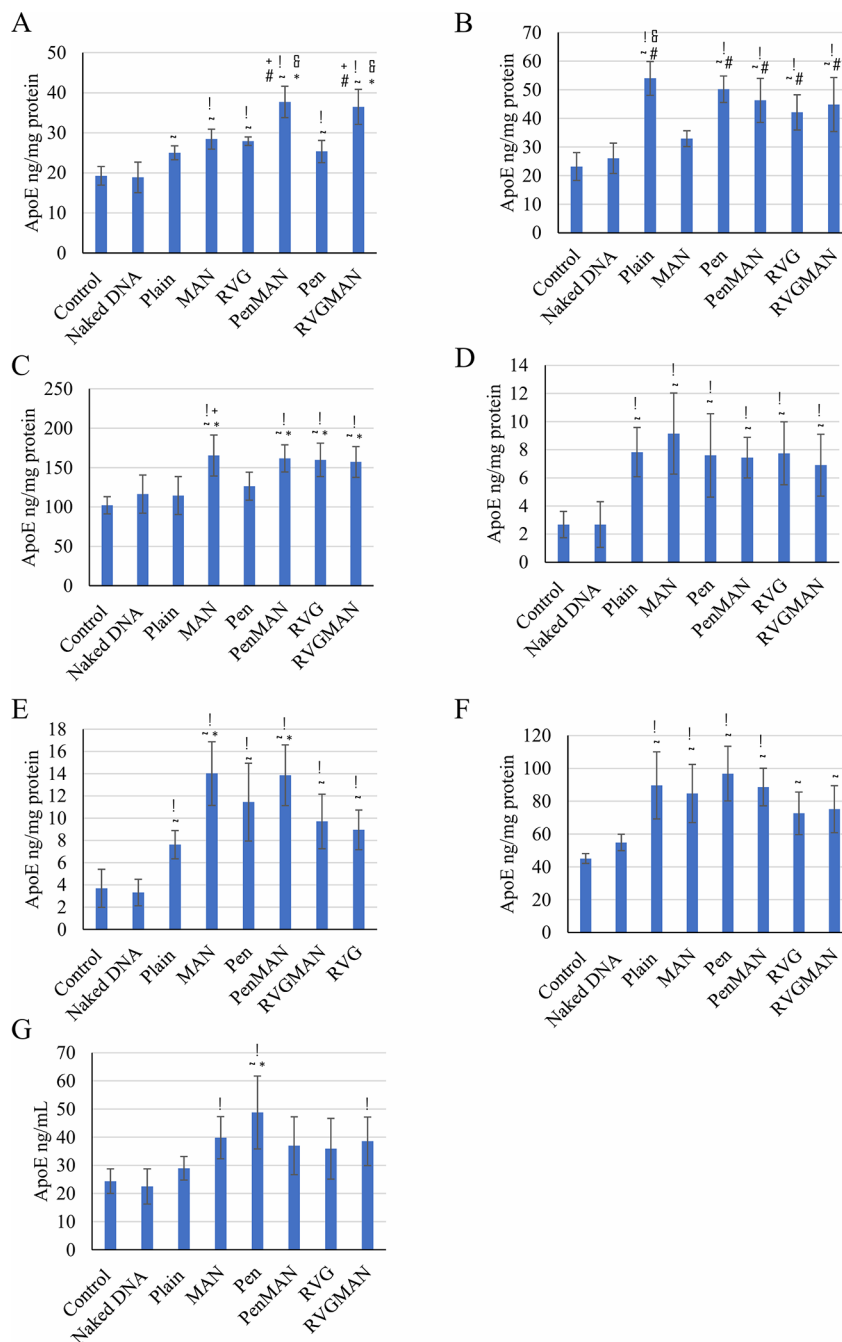 A
ApoE ng/mg protein
50
40
30
20
10
0
~
!
~
!
~
+ ! &
# ~ *
!
~
+ ! &
# ~ *
Control
Naked DNA
Plain
MAN
RVG
PenMAN
Pen
RVGMAN
B
ApoE ng/mg protein
70
60
50
40
30
20
10
0
! &
~ #
!
~ #
!
~ #
!
~ #
!
~ #
Control
Naked DNA
Plain
MAN
Pen
PenMAN
RVG
RVGMAN
C
ApoE ng/mg protein
250
200
150
100
50
0
! +
~ *
!
~ *
!
~ *
!
~ *
Control
Naked DNA
Plain
MAN
Pen
PenMAN
RVG
RVGMAN
D
ApoE ng/mg protein
14
12
10
8
6
4
2
0
!
~
!
~
!
~
!
~
!
~
!
~
Control
Naked DNA
Plain
MAN
Pen
PenMAN
RVG
RVGMAN
E
ApoE ng/mg protein
18
16
14
12
10
8
6
4
2
0
!
~
!
~ *
!
~
!
~ *
!
~
!
~
Control
Naked DNA
Plain
MAN
Pen
PenMAN
RVGMAN
RVG
F
ApoE ng/mg protein
120
100
80
60
40
20
0
!
~
!
~
!
~
!
~
~
~
Control
Naked DNA
Plain
MAN
Pen
PenMAN
RVG
RVGMAN
G
ApoE ng/mL
70
60
50
40
30
20
10
0
!
!
~ *
!
Control
Naked DNA
Plain
MAN
Pen
PenMAN
RVG
RVGMAN